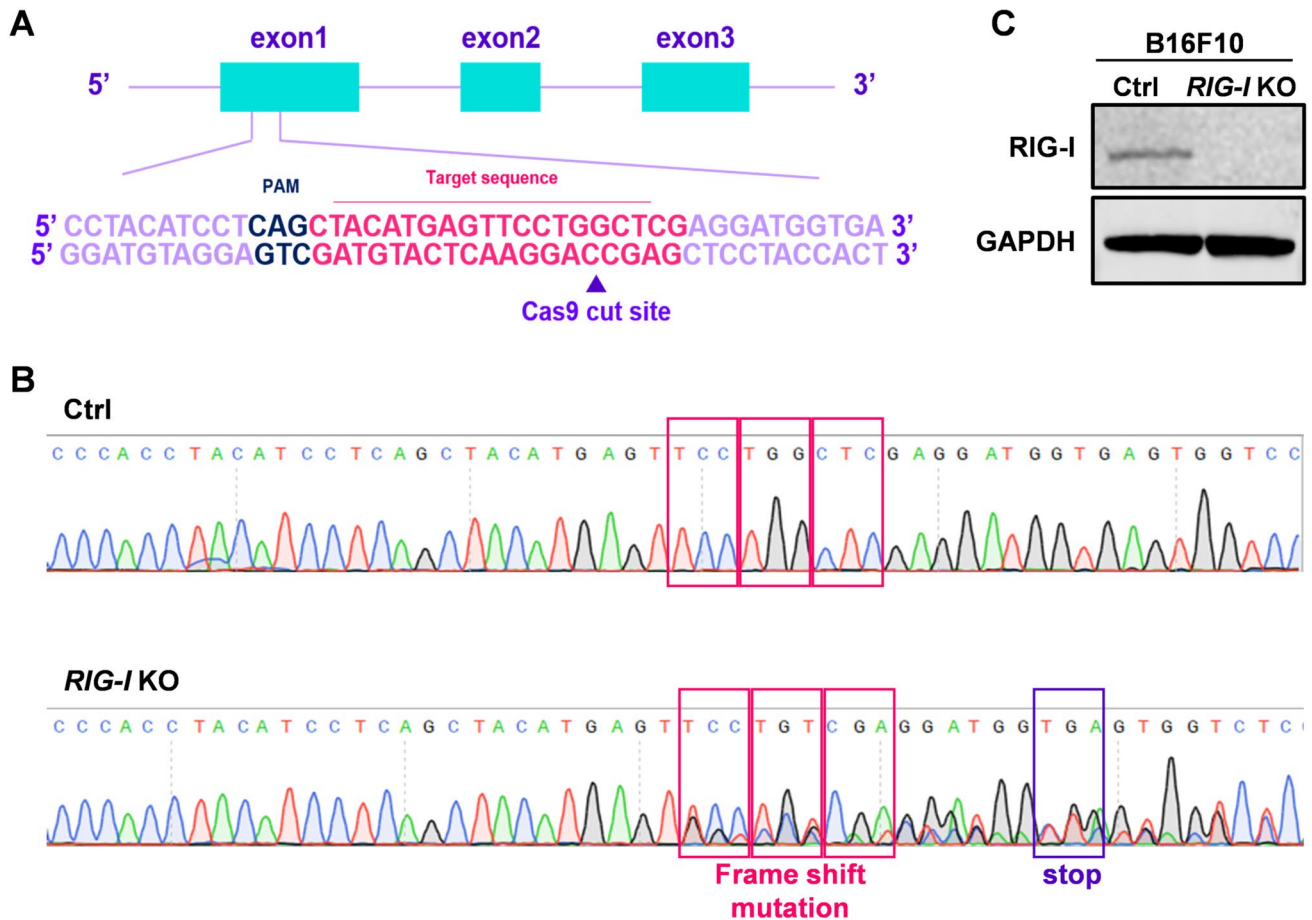 A
exon1 exon2 exon3
5’ 3’
PAM Target sequence
5’ CCTACATCCTCAGCTACATGAGTTCCTGGCTCGAGGATGGTGA 3’
5’ GGATGTAGGAGTCGATGTACTCAAGGACCGAGCTCCTACCACT 3’
Cas9 cut site
C
B16F10
Ctrl RIG-I KO
RIG-I
GAPDH
B
Ctrl
C C C A C C T A C A T C C T C A G C T A C A T G A G T T C C T G G C T C G A G G A T G G T G A G T G G T C C
RIG-I KO
C C C A C C T A C A T C C T C A G C T A C A T G A G T T C C T G T C G A G G A T G G T G A G T G G T C T C
Frame shift stop
mutation